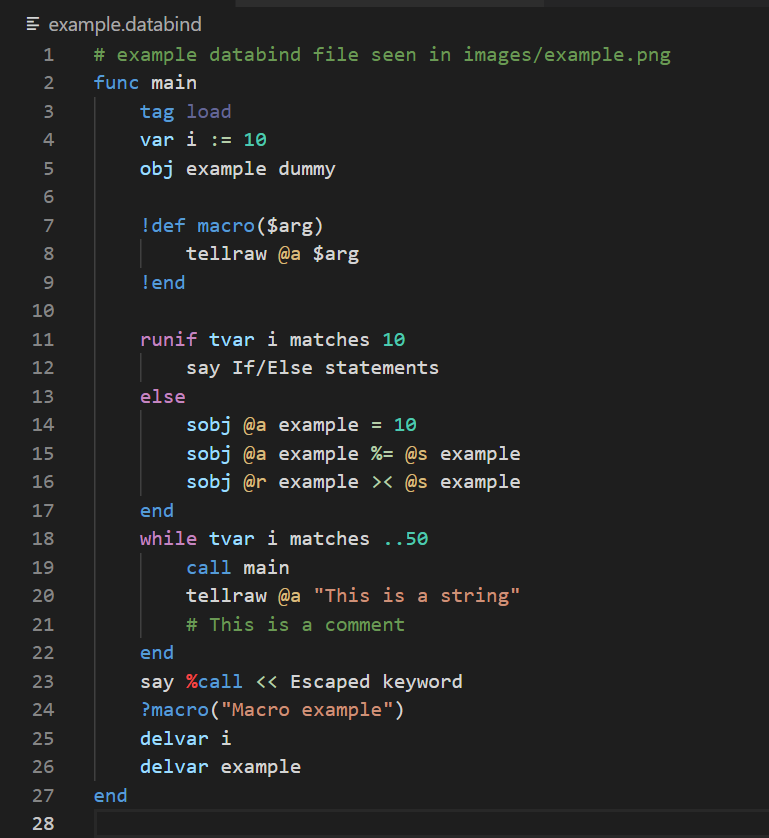 example.databind
1 # example databind file seen in images/example.png
2 func main
3     tag load
4     var i := 10
5     obj example dummy
6
7     !def macro($arg)
8         tellraw @a $arg
9     !end
10
11     runif tvar i matches 10
12         say If/Else statements
13     else
14         sobj @a example = 10
15         sobj @a example %= @s example
16         sobj @r example >< @s example
17     end
18     while tvar i matches ..50
19         call main
20         tellraw @a "This is a string"
21         # This is a comment
22     end
23     say %call << Escaped keyword
24     ?macro("Macro example")
25     delvar i
26     delvar example
27 end
28